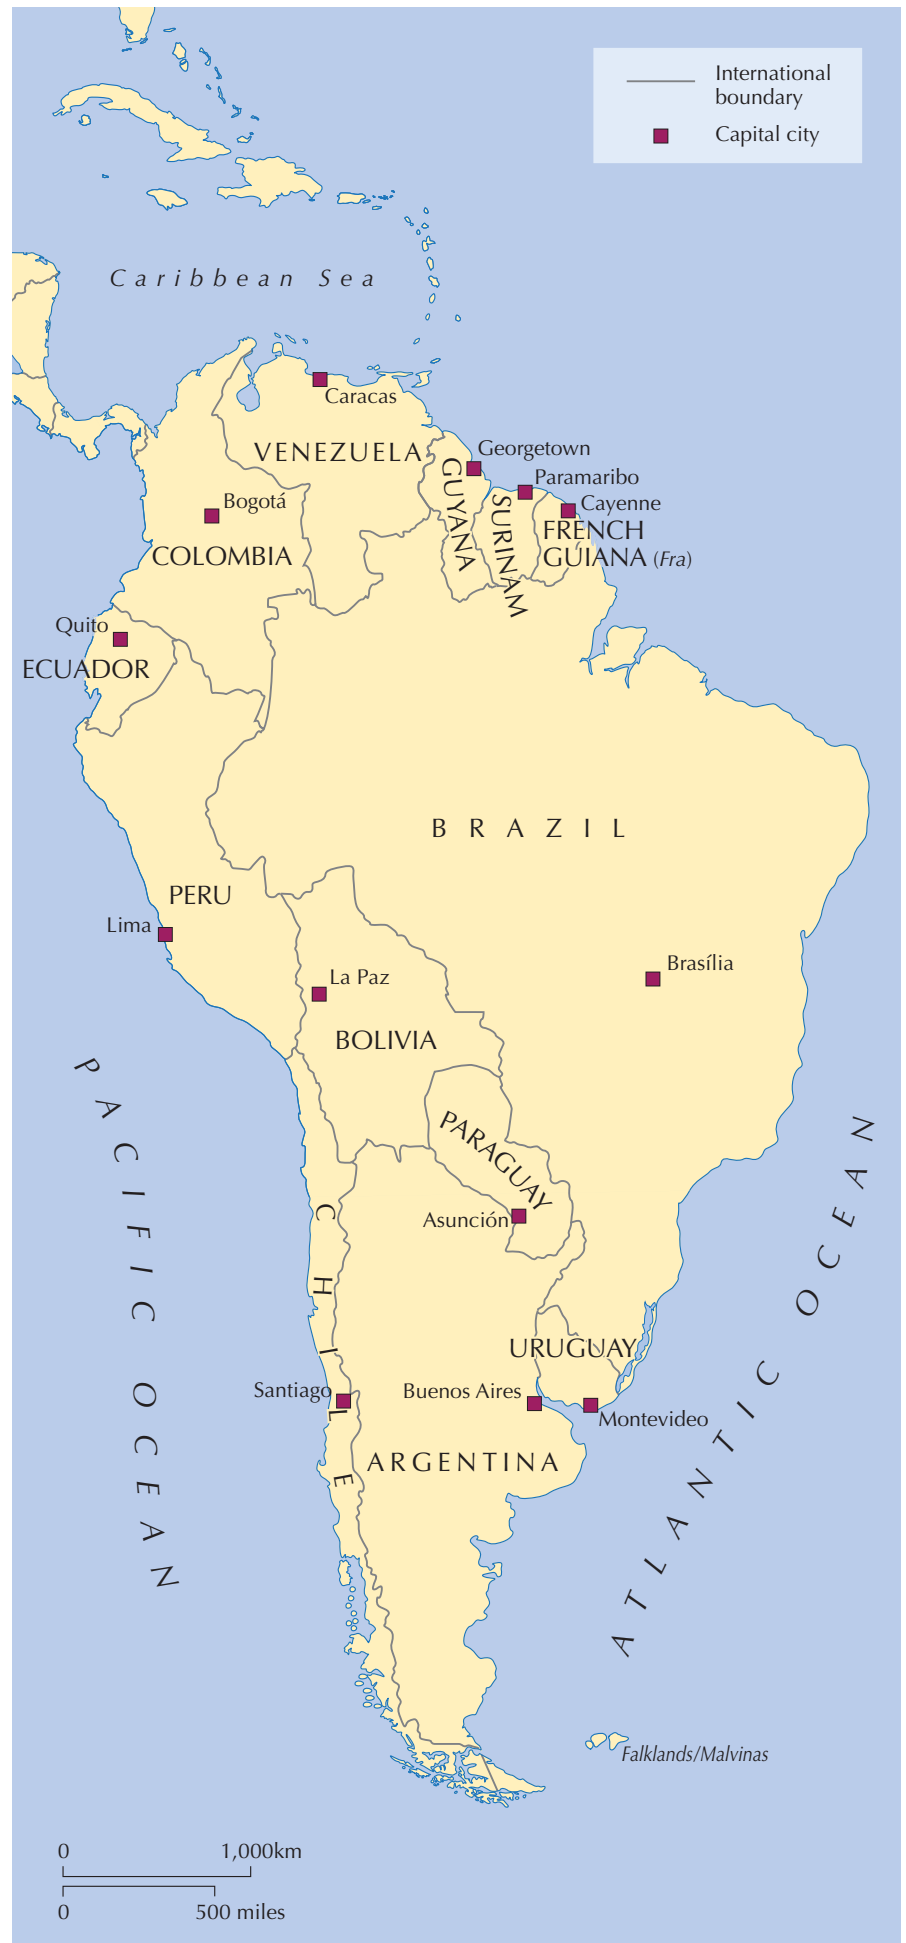 International
boundary
Capital city
Caribbean Sea
Caracas
VENEZUELA
Georgetown
GUYANA
Paramaribo
SURINAM
Cayenne
FRENCH
GUIANA (Fra)
Bogotá
COLOMBIA
Quito
ECUADOR
BRAZIL
PERU
Lima
Brasília
La Paz
BOLIVIA
PACIFIC OCEAN
PARAGUAY
ATLANTIC OCEAN
Asunción
CHILE
URUGUAY
Santiago
Buenos Aires
Montevideo
ARGENTINA
Falklands/Malvinas
0 1,000km
0 500 miles